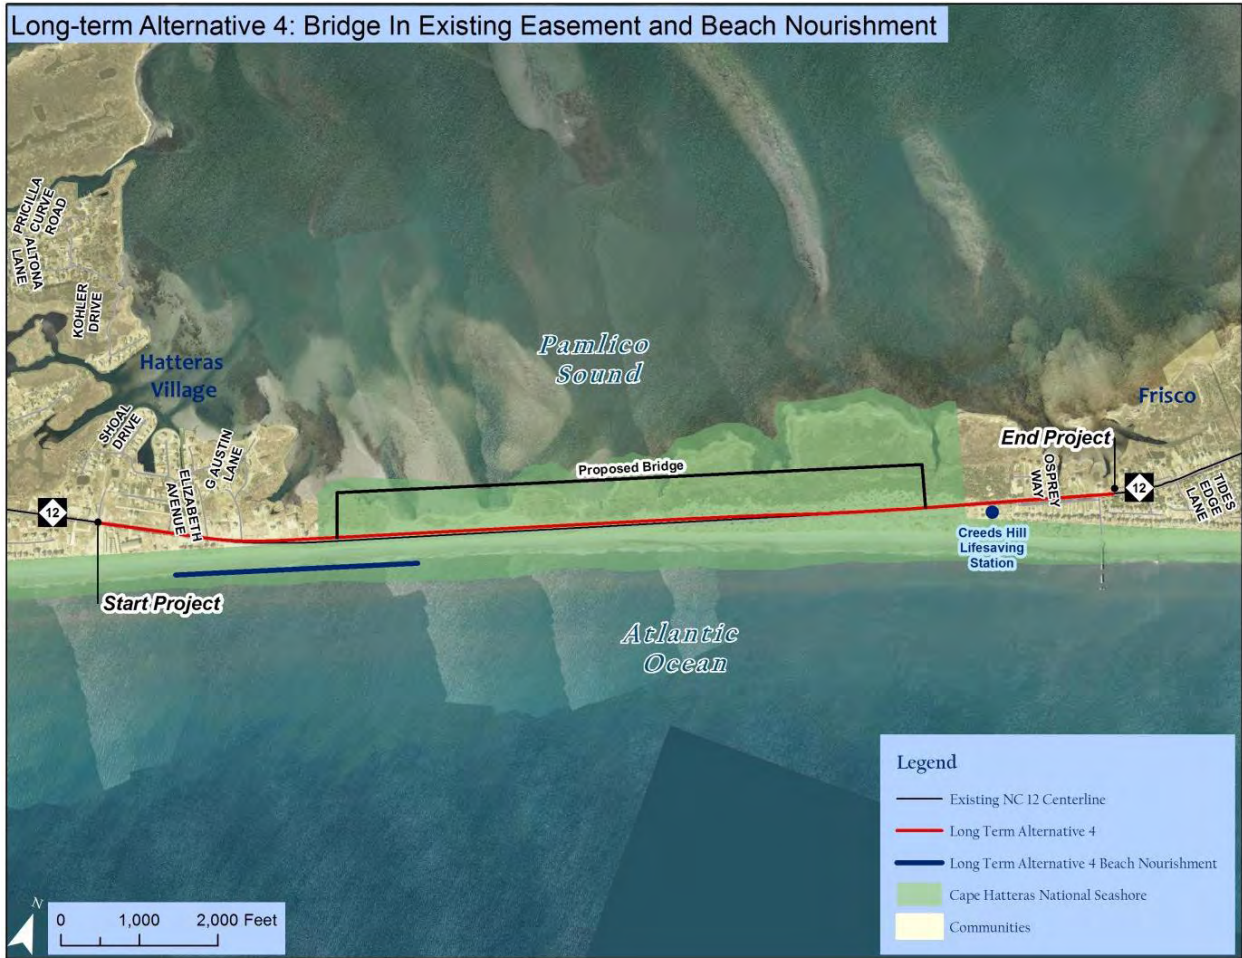 Long-term Alternative 4: Bridge In Existing Easement and Beach Nourishment
PRICILLA
CURVE
ROAD
ALTONA
LANE
KOHLER
DRIVE
Hatteras
Village
Pamlico
Sound
Frisco
SHOAL
DRIVE
ELIZABETH
AVENUE
G AUSTIN
LANE
Proposed Bridge
End Project
OSPREY
WAY
12
TIDES
EDGE
LANE
12
Creeds Hill
Lifesaving
Station
Start Project
Atlantic
Ocean
Legend
Existing NC 12 Centerline
Long Term Alternative 4
Long Term Alternative 4 Beach Nourishment
Cape Hatteras National Seashore
Communities
N
0 1,000 2,000 Feet